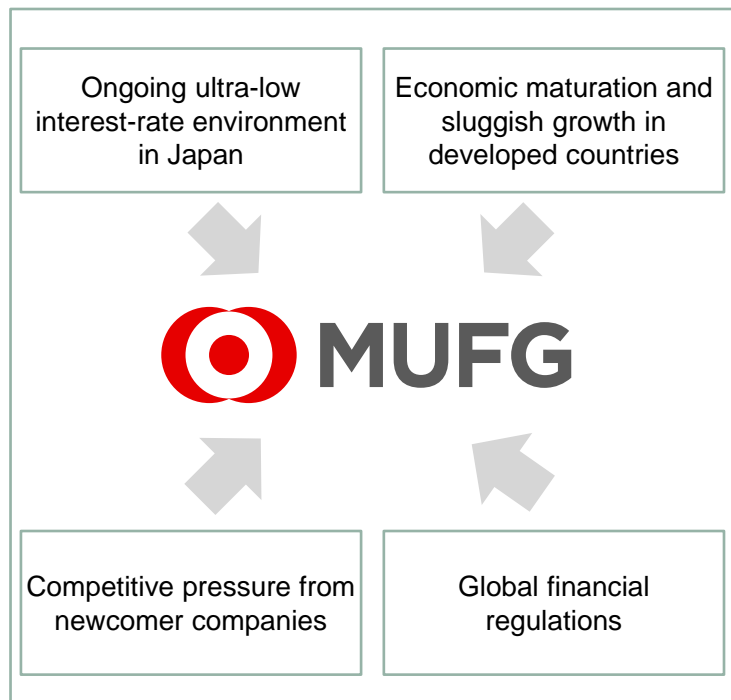 Ongoing ultra-low
interest-rate environment
in Japan
Economic maturation and
sluggish growth in
developed countries
MUFG
Competitive pressure from
newcomer companies
Global financial
regulations